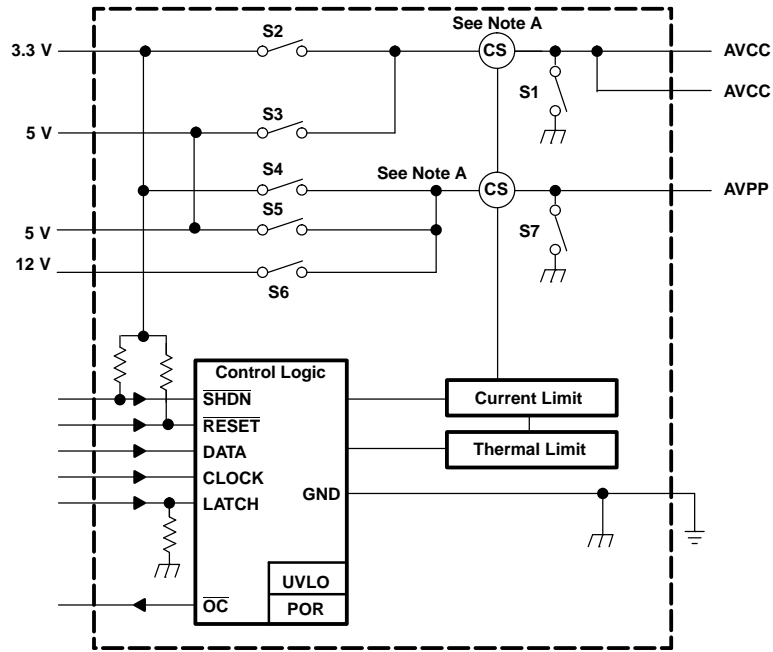 See Note A
S2
3.3 V
CS
AVCC
S1
AVCC
S3
5 V
S4
See Note A
CS
AVPP
S5
5 V
S7
12 V
S6
Control Logic
SHDN
Current Limit
RESET
DATA
Thermal Limit
CLOCK
LATCH
GND
UVLO
OC
POR